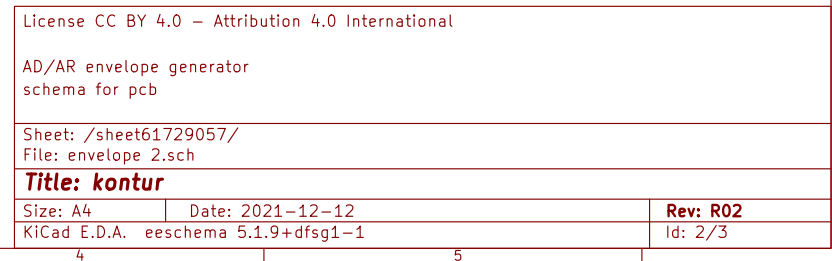 License CC BY 4.0 – Attribution 4.0 International
AD/AR envelope generator
schema for pcb
Sheet: /sheet61729057/
File: envelope 2.sch
Title: kontur
Size: A4 Date: 2021–12–12 Rev: R02
KiCad E.D.A. eeschema 5.1.9+dfsg1–1 Id: 2/3
4 5